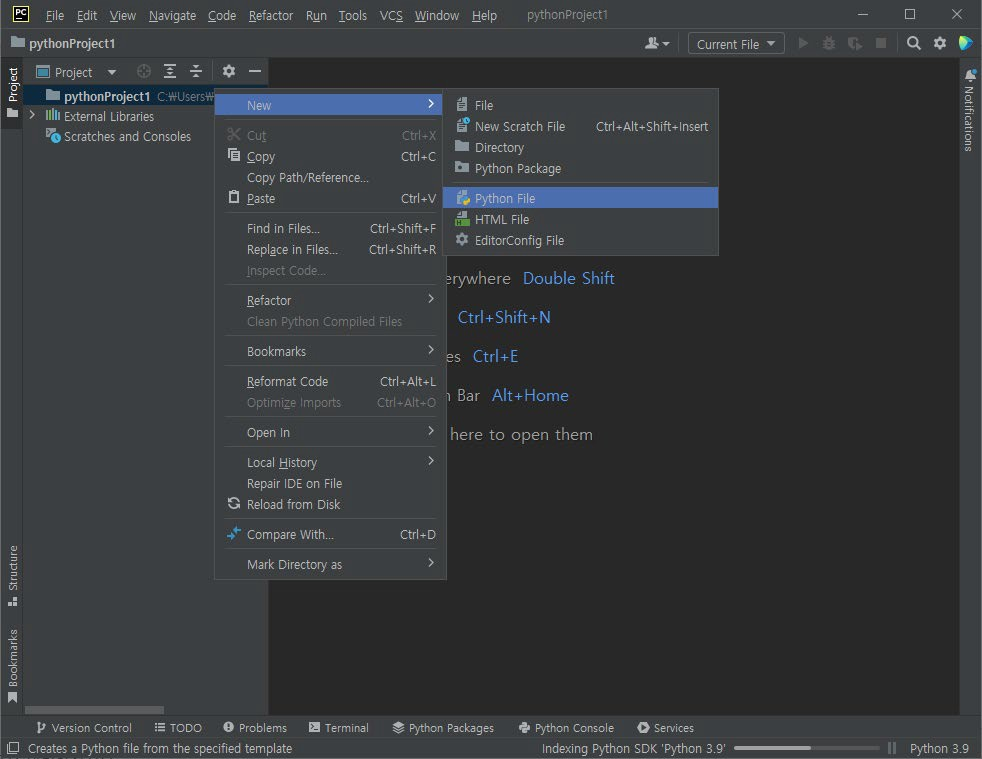 PC File Edit View Navigate Code Refactor Run Tools VCS Window Help pythonProject1
pythonProject1 Current File
Project
pythonProject1 C:₩Users₩
External Libraries
Scratches and Consoles
Project
Structure
Bookmarks
Notifications
New
Cut Ctrl+X
Copy Ctrl+C
Copy Path/Reference...
Paste Ctrl+V
Find in Files... Ctrl+Shift+F
Replace in Files... Ctrl+Shift+R
Inspect Code...
Refactor
Clean Python Compiled Files
Bookmarks
Reformat Code Ctrl+Alt+L
Optimize Imports Ctrl+Alt+O
Open In
Local History
Repair IDE on File
Reload from Disk
Compare With... Ctrl+D
Mark Directory as
File
New Scratch File Ctrl+Alt+Shift+Insert
Directory
Python Package
Python File
HTML File
EditorConfig File
erywhere Double Shift
Ctrl+Shift+N
es Ctrl+E
Bar Alt+Home
here to open them
Version Control TODO Problems Terminal Python Packages Python Console Services
Creates a Python file from the specified template Indexing Python SDK 'Python 3.9' Python 3.9